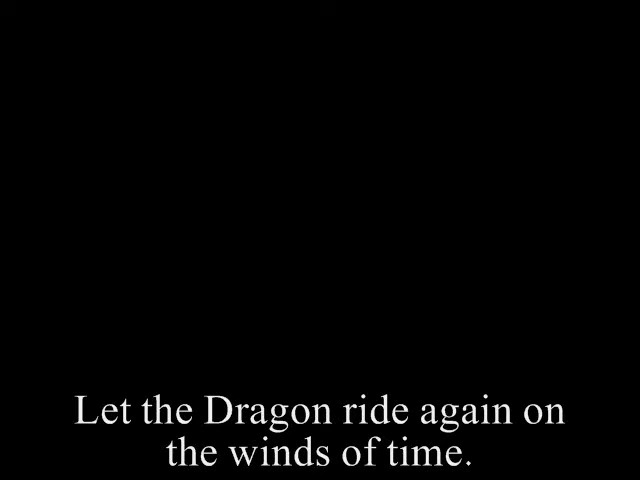 Let the Dragon ride again on
the winds of time.